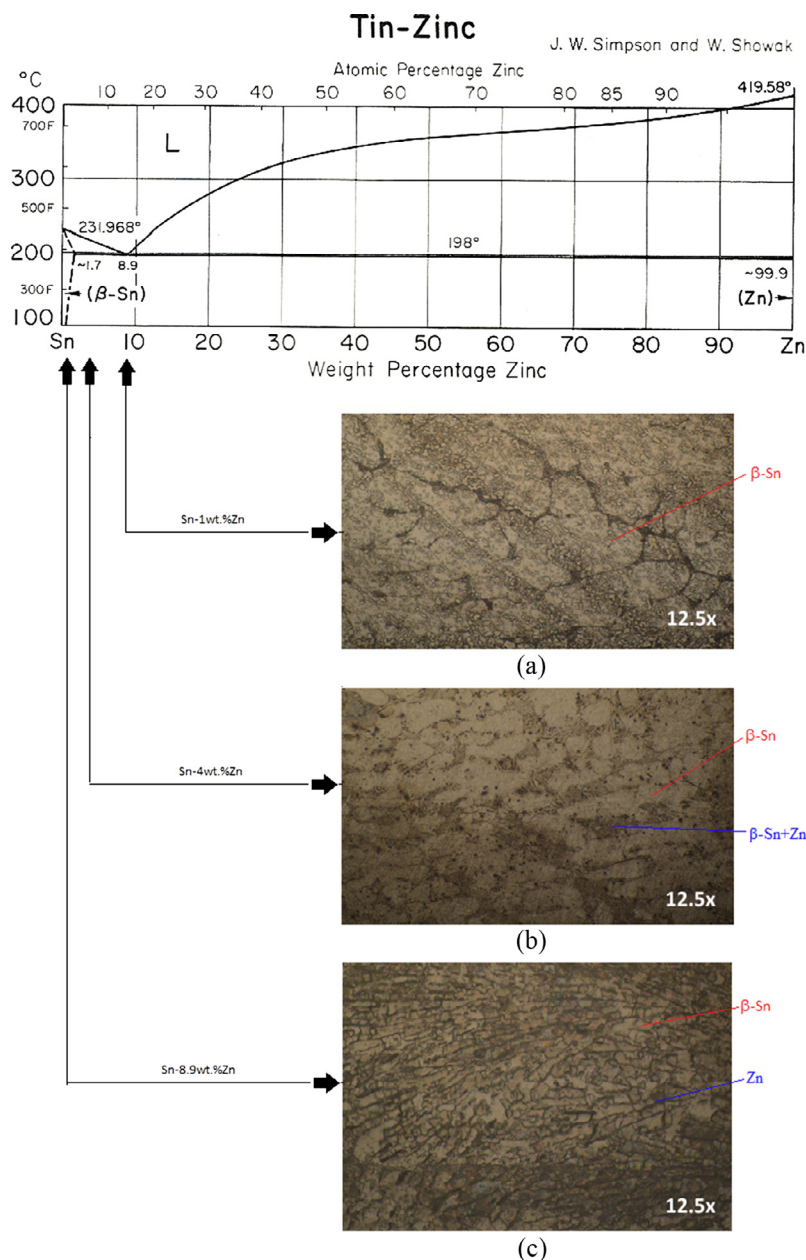 Tin-Zinc
J. W. Simpson and W. Showak
°C
Atomic Percentage Zinc
10 20 30 40 50 60 70 80 85 90
419.58°
400
700F
L
300
500F
231.968°
200
198°
~1.7 8.9
~99.9
300F
(β-Sn)
(Zn)
100
Sn 10 20 30 40 50 60 70 80 90 Zn
Weight Percentage Zinc
β-Sn
Sn-1wt.%Zn
12.5x
(a)
β-Sn
Sn-4wt.%Zn
β-Sn+Zn
12.5x
(b)
β-Sn
Sn-8.9wt.%Zn
Zn
12.5x
(c)